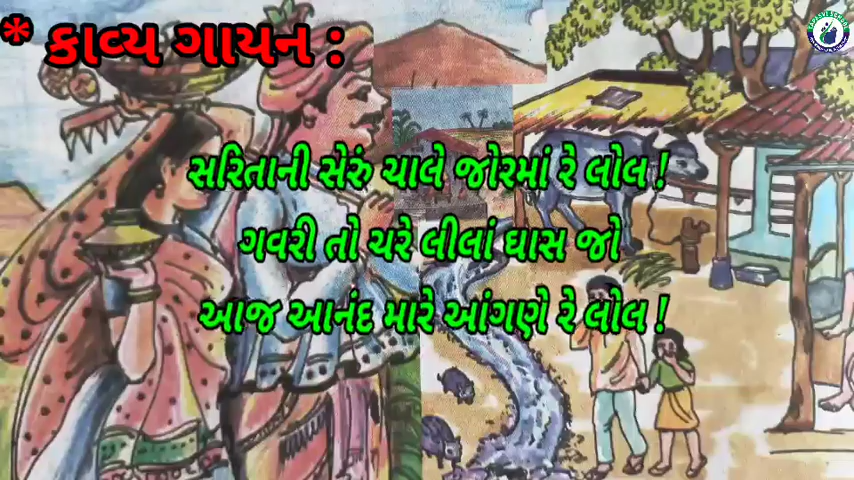 * કાવ્ય ગાયન :
સરિતાની સેરું ચાલે જોરમાં રે લોલ !
ગવરી તો ચરે લીલાં ઘાસ જો
આજ આનંદ મારે આંગણે રે લોલ !